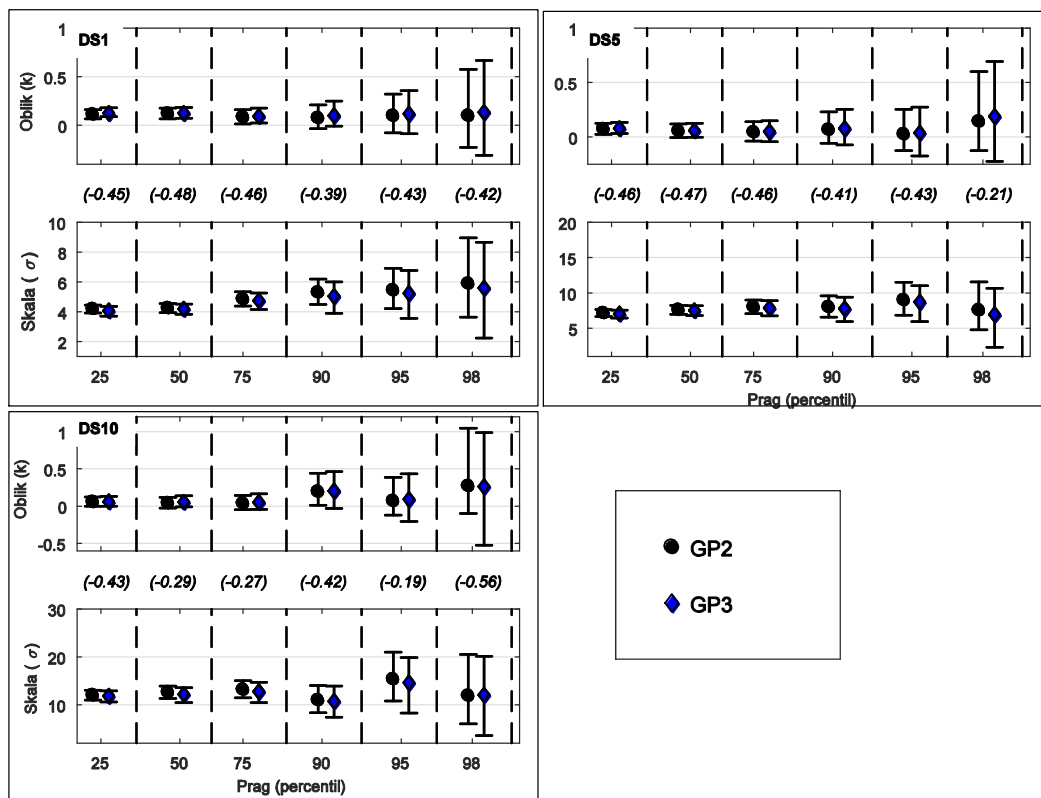 DS1
1
0.5
0
Oblik (k)
(-0.45) (-0.48) (-0.46) (-0.39) (-0.43) (-0.42)
10
8
6
4
2
Skala ( σ)
25 50 75 90 95 98
DS5
1
0.5
0
(-0.46) (-0.47) (-0.46) (-0.41) (-0.43) (-0.21)
20
15
10
5
25 50 75 90 95 98
Prag (percentil)
DS10
1
0.5
0
-0.5
Oblik (k)
(-0.43) (-0.29) (-0.27) (-0.42) (-0.19) (-0.56)
30
20
10
Skala ( σ)
25 50 75 90 95 98
Prag (percentil)
GP2
GP3